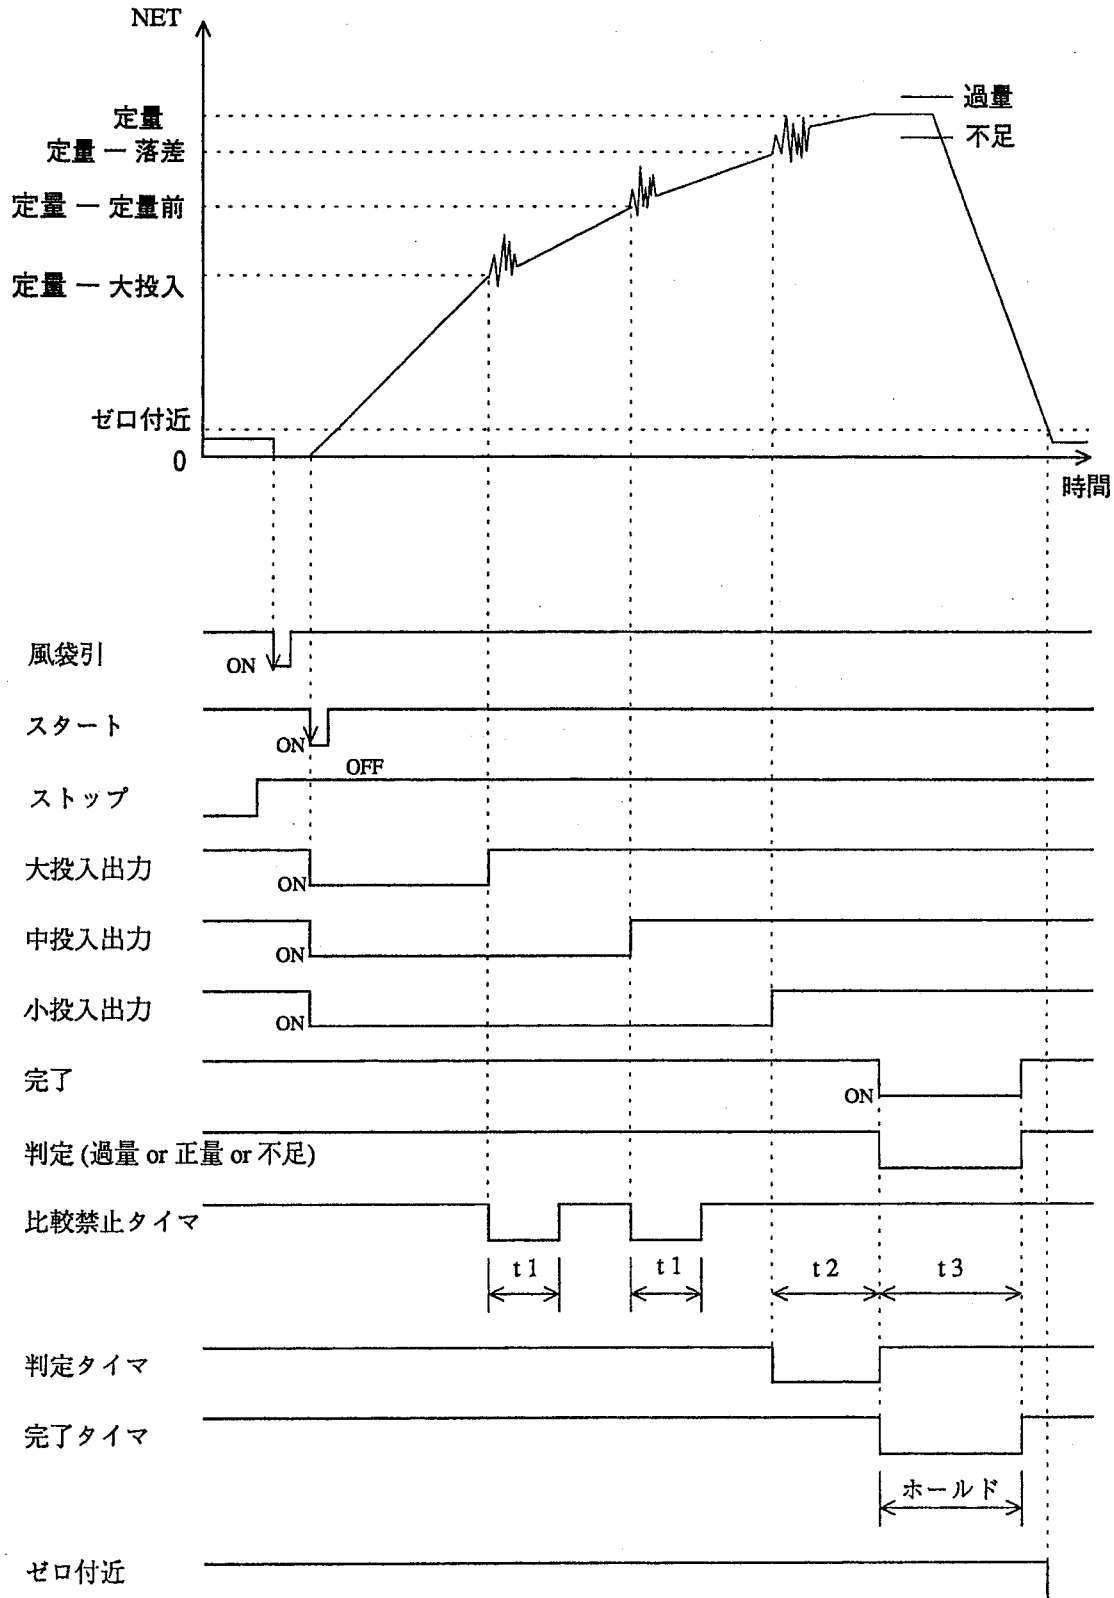 NET
定量
過量
不足
定量 － 落差
定量 － 定量前
定量 － 大投入
ゼロ付近
0
時間
風袋引
ON
スタート
ON
OFF
ストップ
大投入出力
ON
中投入出力
ON
小投入出力
ON
完了
ON
判定 (過量 or 正量 or 不足)
比較禁止タイマ
t 1
t 1
t 2
t 3
判定タイマ
完了タイマ
ホールド
ゼロ付近